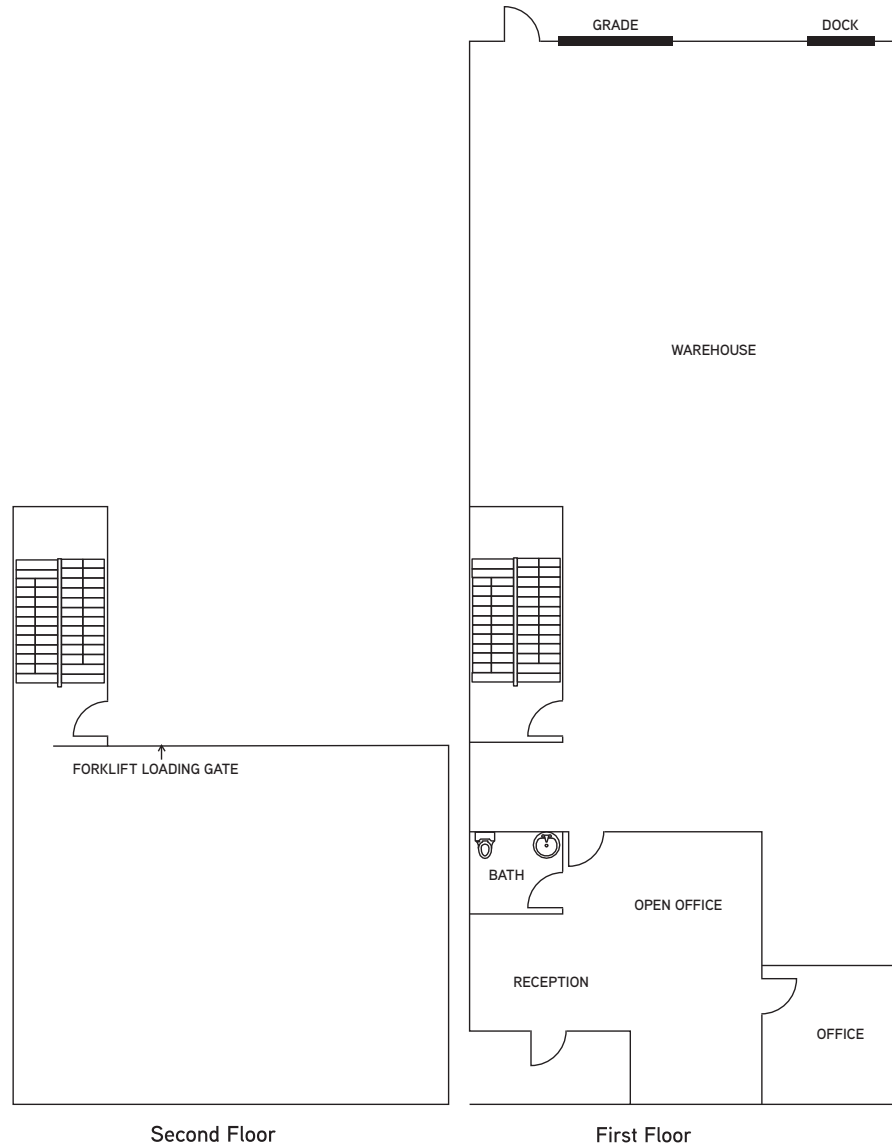 GRADE
DOCK
WAREHOUSE
FORKLIFT LOADING GATE
BATH
OPEN OFFICE
RECEPTION
OFFICE
Second Floor
First Floor